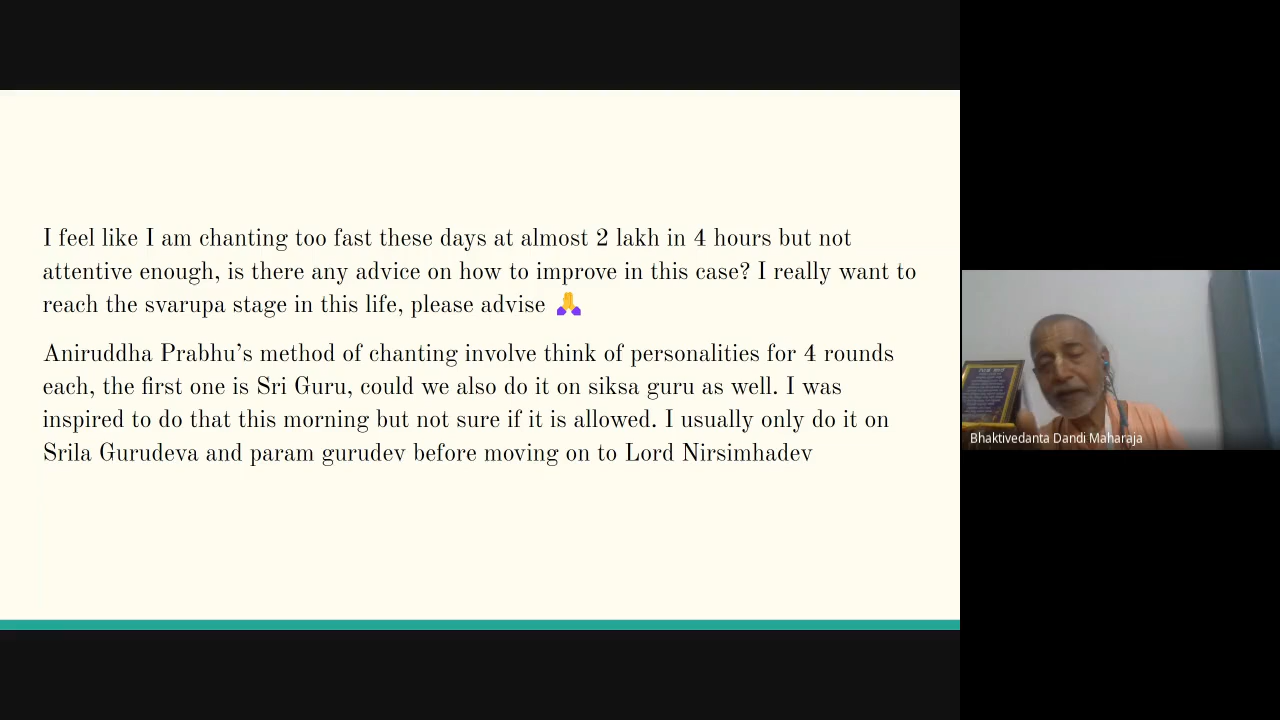 I feel like I am chanting too fast these days at almost 2 lakh in 4 hours but not
attentive enough, is there any advice on how to improve in this case? I really want to
reach the svarupa stage in this life, please advise 🙏
Aniruddha Prabhu’s method of chanting involve think of personalities for 4 rounds
each, the first one is Sri Guru, could we also do it on siksa guru as well. I was
inspired to do that this morning but not sure if it is allowed. I usually only do it on
Srila Gurudeva and param gurudev before moving on to Lord Nirsimhadev
Bhaktivedanta Dandi Maharaja